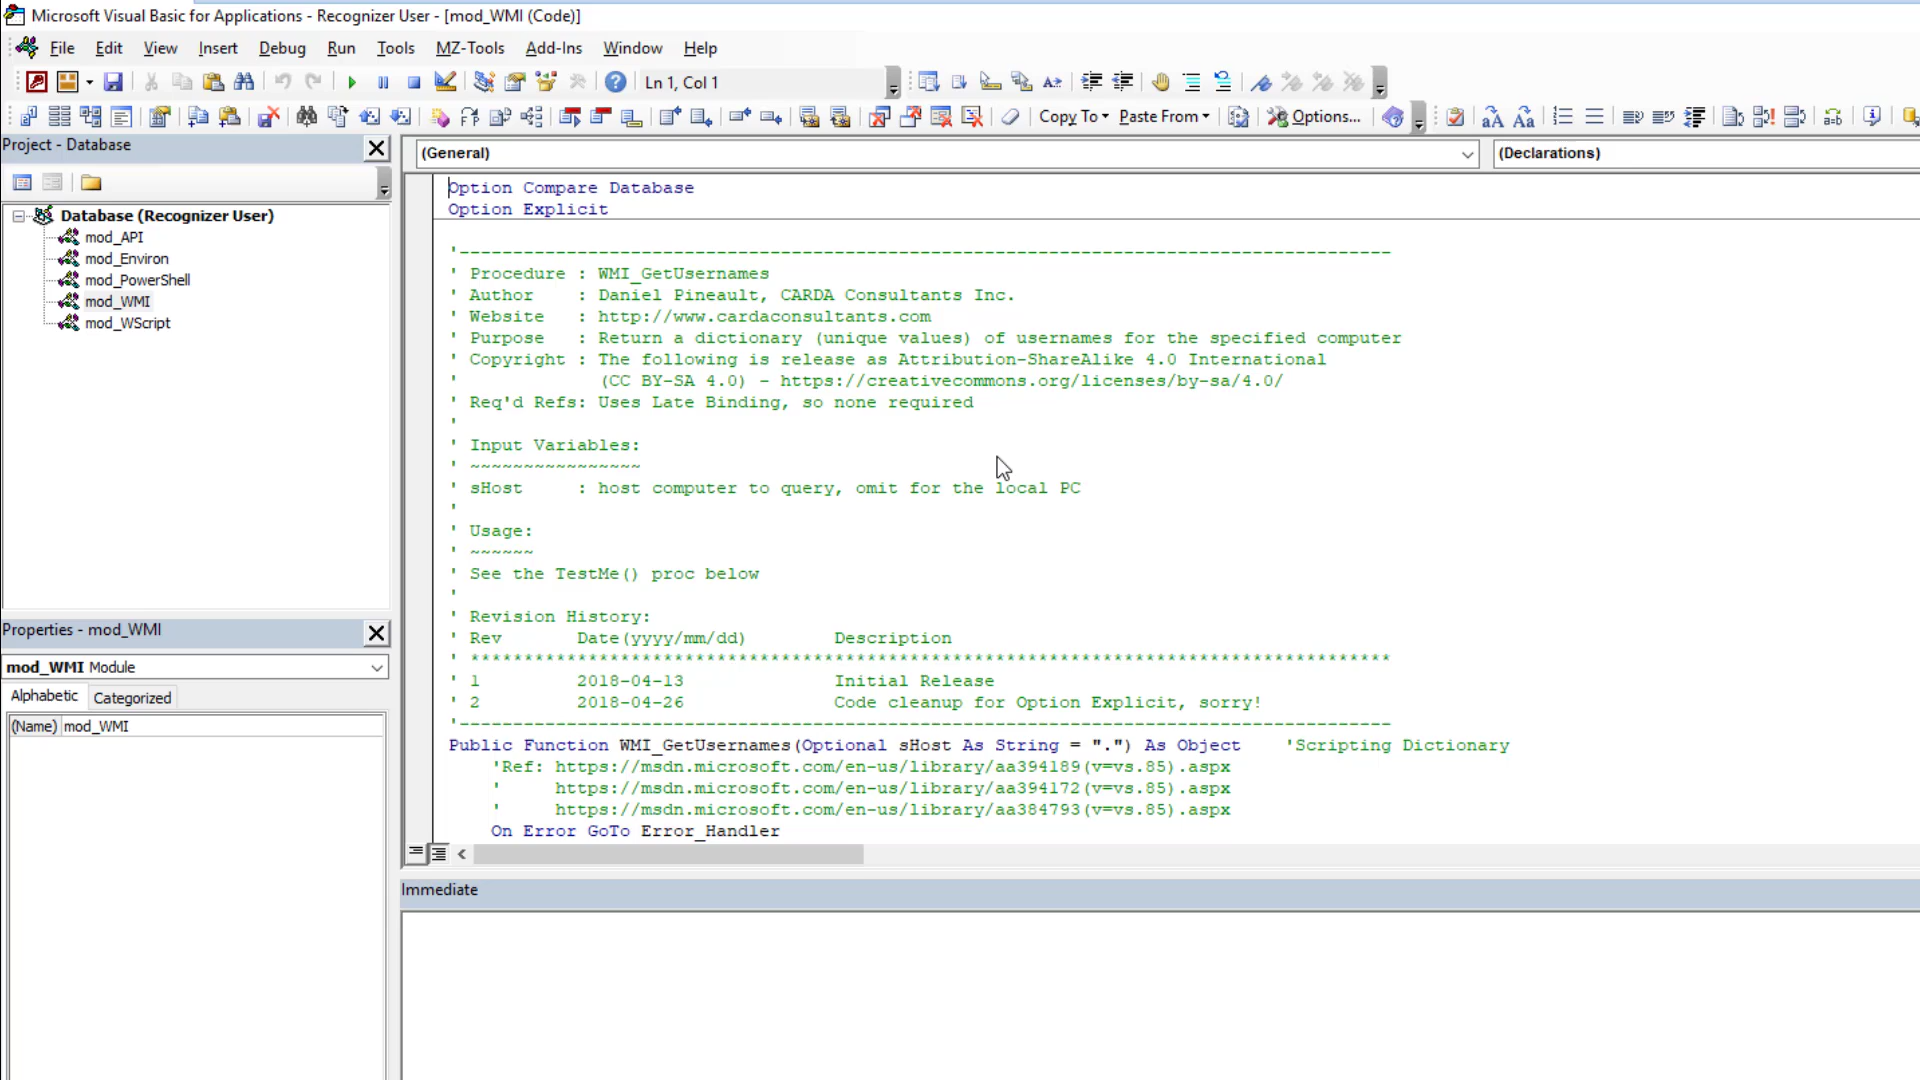 Microsoft Visual Basic for Applications - Recognizer User - [mod_WMI (Code)]
File Edit View Insert Debug Run Tools MZ-Tools Add-Ins Window Help
Ln 1, Col 1
Copy To Paste From Options...
Project - Database
(General) (Declarations)
Database (Recognizer User)
mod_API
mod_Environ
mod_PowerShell
mod_WMI
mod_WScript
Properties - mod_WMI
mod_WMI Module
Alphabetic Categorized
(Name) mod_WMI
Option Compare Database
Option Explicit
'---------------------------------------------------------------------------------------
' Procedure : WMI_GetUsernames
' Author    : Daniel Pineault, CARDA Consultants Inc.
' Website   : http://www.cardaconsultants.com
' Purpose   : Return a dictionary (unique values) of usernames for the specified computer
' Copyright : The following is release as Attribution-ShareAlike 4.0 International
'             (CC BY-SA 4.0) - https://creativecommons.org/licenses/by-sa/4.0/
' Req'd Refs: Uses Late Binding, so none required
'
' Input Variables:
' ~~~~~~~~~~~~~~~~
' sHost     : host computer to query, omit for the local PC
'
' Usage:
' ~~~~~~
' See the TestMe() proc below
'
' Revision History:
' Rev       Date(yyyy/mm/dd)        Description
' **************************************************************************************
' 1         2018-04-13              Initial Release
' 2         2018-04-26              Code cleanup for Option Explicit, sorry!
'---------------------------------------------------------------------------------------
Public Function WMI_GetUsernames(Optional sHost As String = ".") As Object    'Scripting Dictionary
    'Ref: https://msdn.microsoft.com/en-us/library/aa394189(v=vs.85).aspx
    '     https://msdn.microsoft.com/en-us/library/aa394172(v=vs.85).aspx
    '     https://msdn.microsoft.com/en-us/library/aa384793(v=vs.85).aspx
    On Error GoTo Error_Handler
Immediate